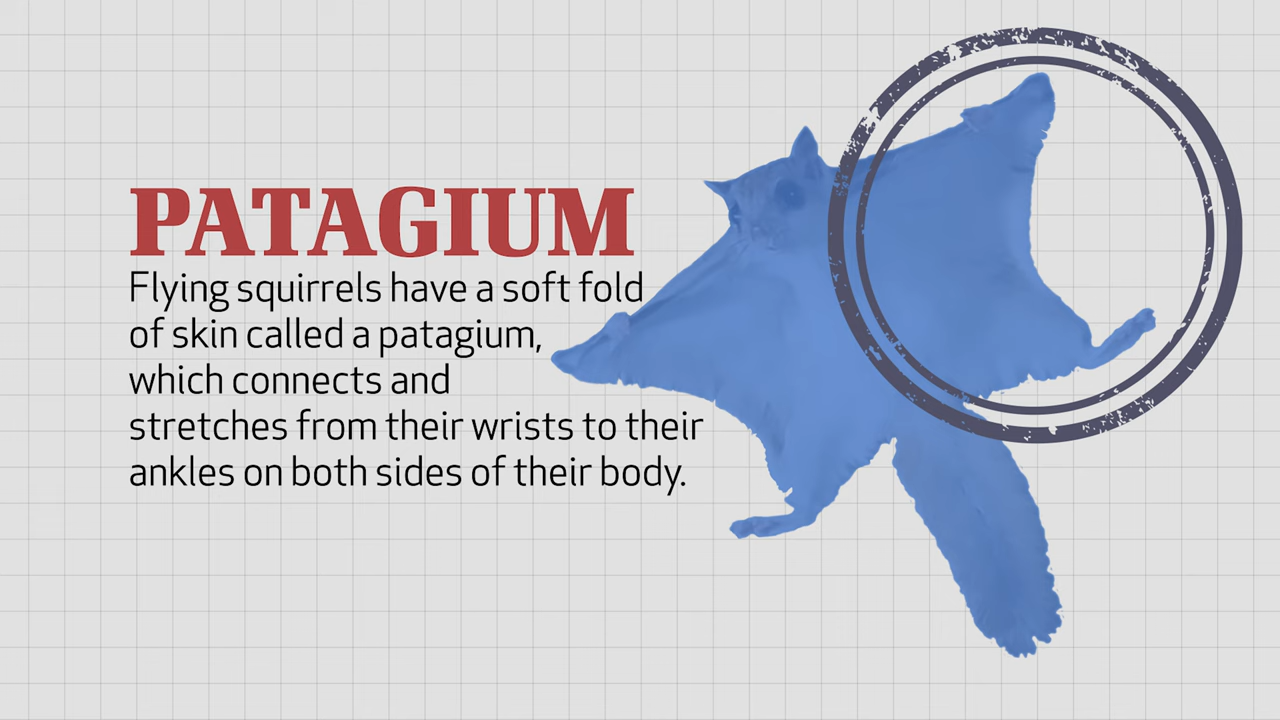 PATAGIUM
Flying squirrels have a soft fold
of skin called a patagium,
which connects and
stretches from their wrists to their
ankles on both sides of their body.